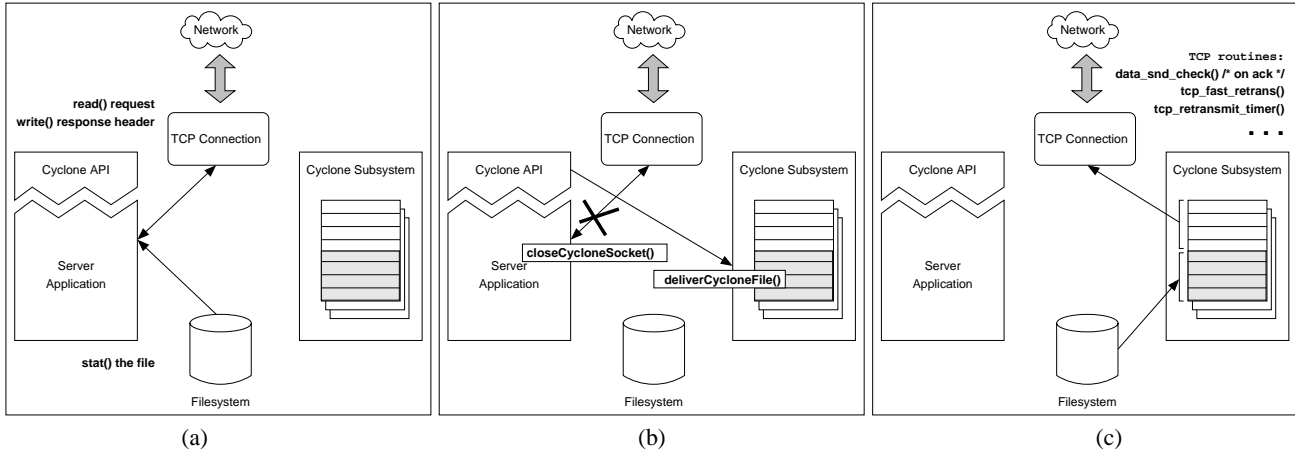 Network
read() request
write() response header
TCP Connection
Cyclone API
Cyclone Subsystem
Server
Application
stat() the file
Filesystem
(a)
Network
TCP Connection
Cyclone API
Cyclone Subsystem
closeCycloneSocket()
Server
Application
deliverCycloneFile()
Filesystem
(b)
Network
TCP routines:
data_snd_check() /* on ack */
tcp_fast_retrans()
tcp_retransmit_timer()
. . .
TCP Connection
Cyclone API
Cyclone Subsystem
Server
Application
Filesystem
(c)